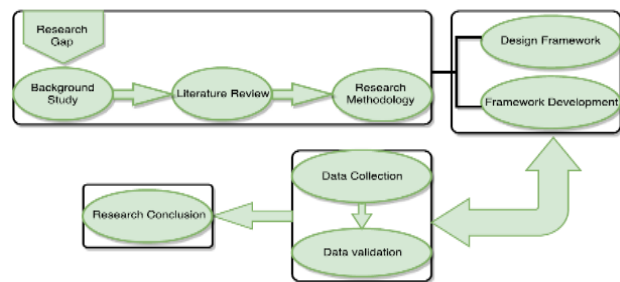 Research
Gap
Background
Study
Literature Review
Research
Methodology
Design Framework
Framework Development
Data Collection
Data validation
Research Conclusion